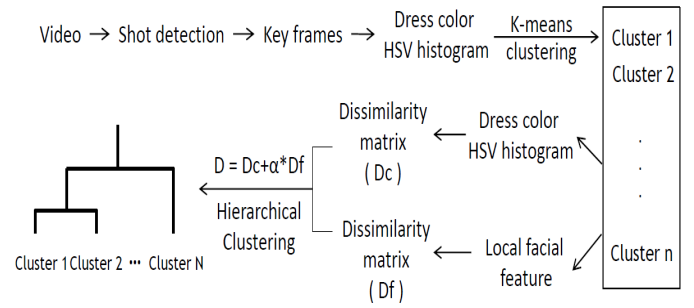 Video → Shot detection → Key frames → Dress color HSV histogram
K-means clustering
Cluster 1
Cluster 2
.
.
.
Cluster n
Dress color
HSV histogram
Dissimilarity
matrix
( Dc )
Local facial
feature
Dissimilarity
matrix
( Df )
D = Dc+α*Df
Hierarchical
Clustering
Cluster 1 Cluster 2 ··· Cluster N